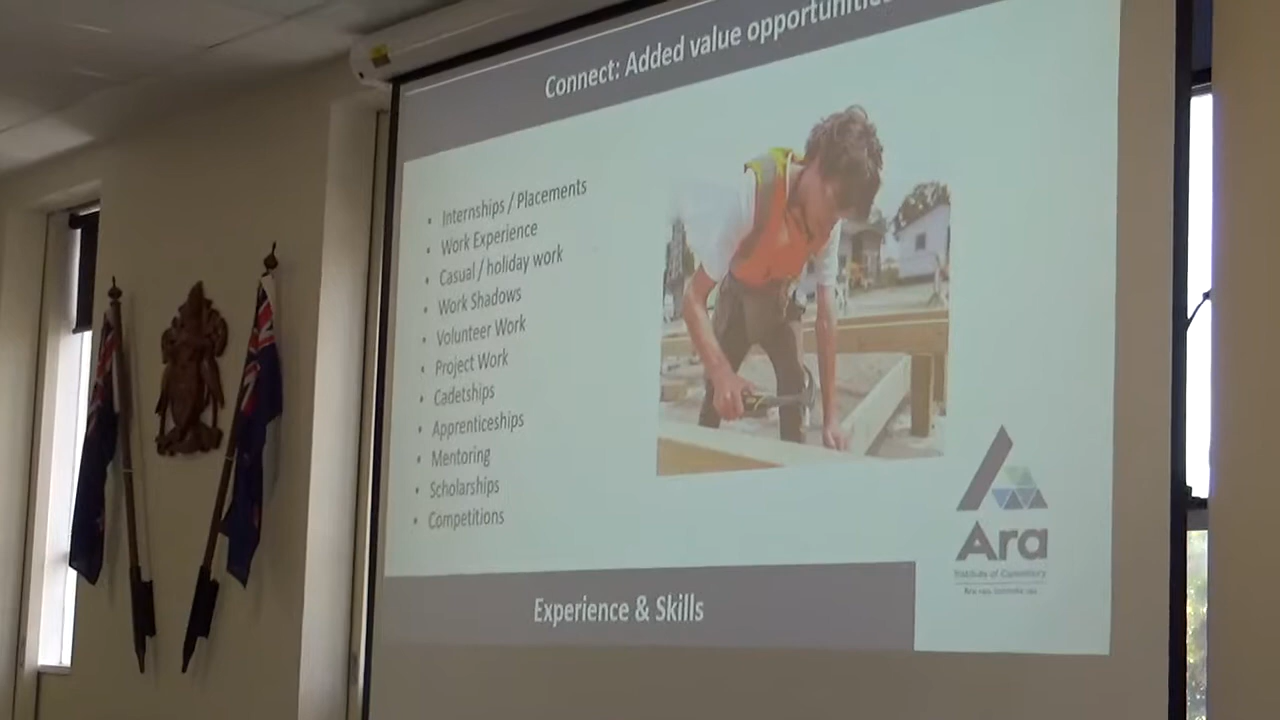 Connect: Added value opportunities
• Internships / Placements
• Work Experience
• Casual / holiday work
• Work Shadows
• Volunteer Work
• Project Work
• Cadetships
• Apprenticeships
• Mentoring
• Scholarships
• Competitions
Ara
Institute of Canterbury
Experience & Skills